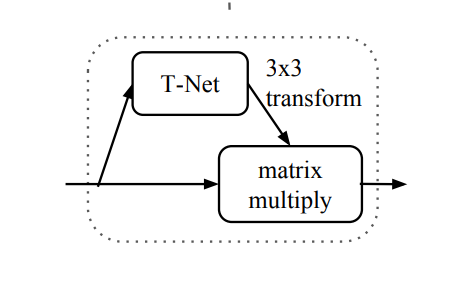 T-Net
3x3
transform
matrix
multiply